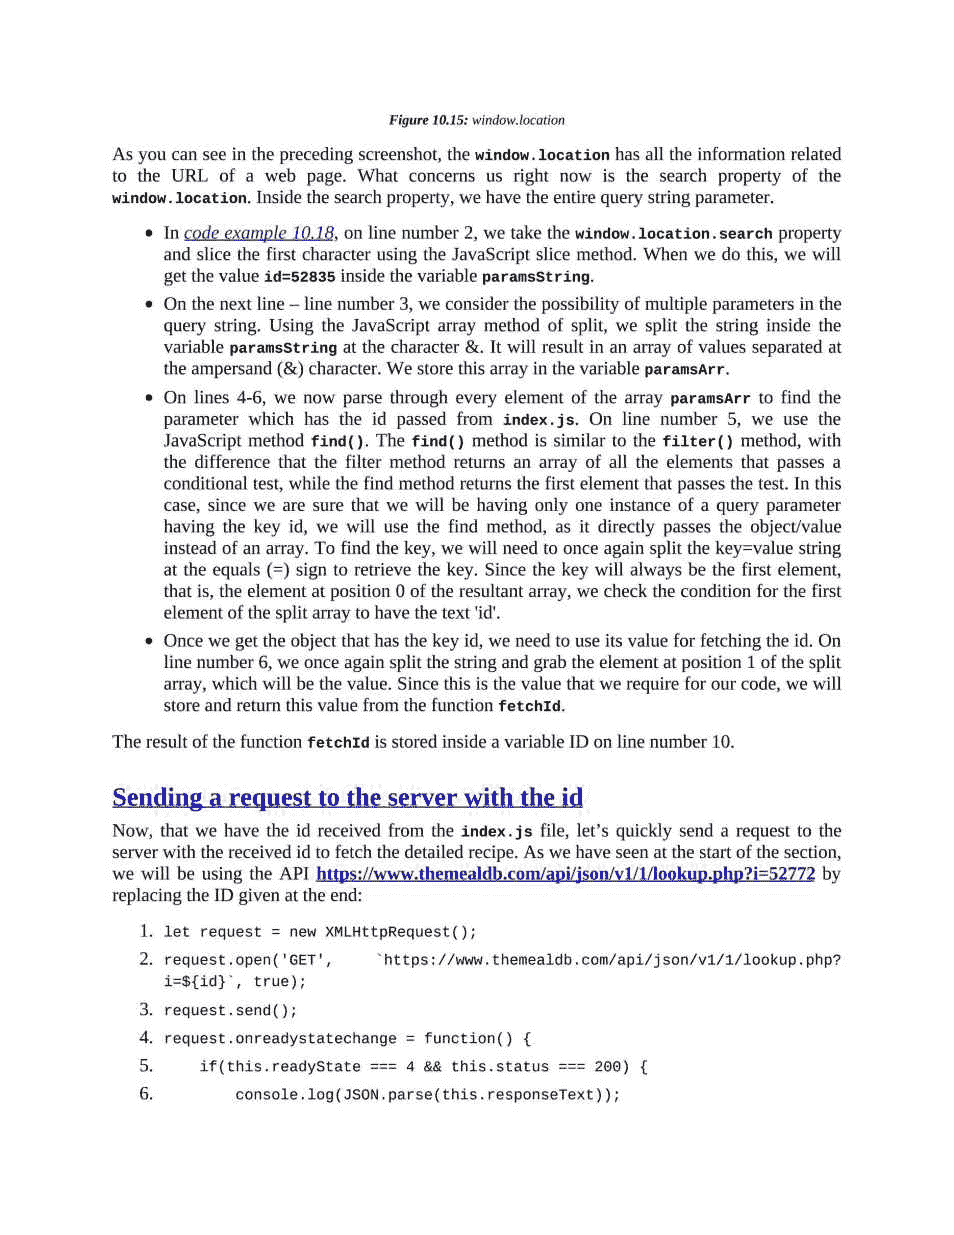 Figure 10.15: window.location
As you can see in the preceding screenshot, the window.location has all the information related
to the URL of a web page. What concerns us right now is the search property of the
window.location. Inside the search property, we have the entire query string parameter.
• In code example 10.18, on line number 2, we take the window.location.search property
and slice the first character using the JavaScript slice method. When we do this, we will
get the value id=52835 inside the variable paramsString.
• On the next line – line number 3, we consider the possibility of multiple parameters in the
query string. Using the JavaScript array method of split, we split the string inside the
variable paramsString at the character &. It will result in an array of values separated at
the ampersand (&) character. We store this array in the variable paramsArr.
• On lines 4-6, we now parse through every element of the array paramsArr to find the
parameter which has the id passed from index.js. On line number 5, we use the
JavaScript method find(). The find() method is similar to the filter() method, with
the difference that the filter method returns an array of all the elements that passes a
conditional test, while the find method returns the first element that passes the test. In this
case, since we are sure that we will be having only one instance of a query parameter
having the key id, we will use the find method, as it directly passes the object/value
instead of an array. To find the key, we will need to once again split the key=value string
at the equals (=) sign to retrieve the key. Since the key will always be the first element,
that is, the element at position 0 of the resultant array, we check the condition for the first
element of the split array to have the text 'id'.
• Once we get the object that has the key id, we need to use its value for fetching the id. On
line number 6, we once again split the string and grab the element at position 1 of the split
array, which will be the value. Since this is the value that we require for our code, we will
store and return this value from the function fetchId.
The result of the function fetchId is stored inside a variable ID on line number 10.
Sending a request to the server with the id
Now, that we have the id received from the index.js file, let’s quickly send a request to the
server with the received id to fetch the detailed recipe. As we have seen at the start of the section,
we will be using the API https://www.themealdb.com/api/json/v1/1/lookup.php?i=52772 by
replacing the ID given at the end:
1. let request = new XMLHttpRequest();
2. request.open('GET', `https://www.themealdb.com/api/json/v1/1/lookup.php?
i=${id}`, true);
3. request.send();
4. request.onreadystatechange = function() {
5. if(this.readyState === 4 && this.status === 200) {
6. console.log(JSON.parse(this.responseText));